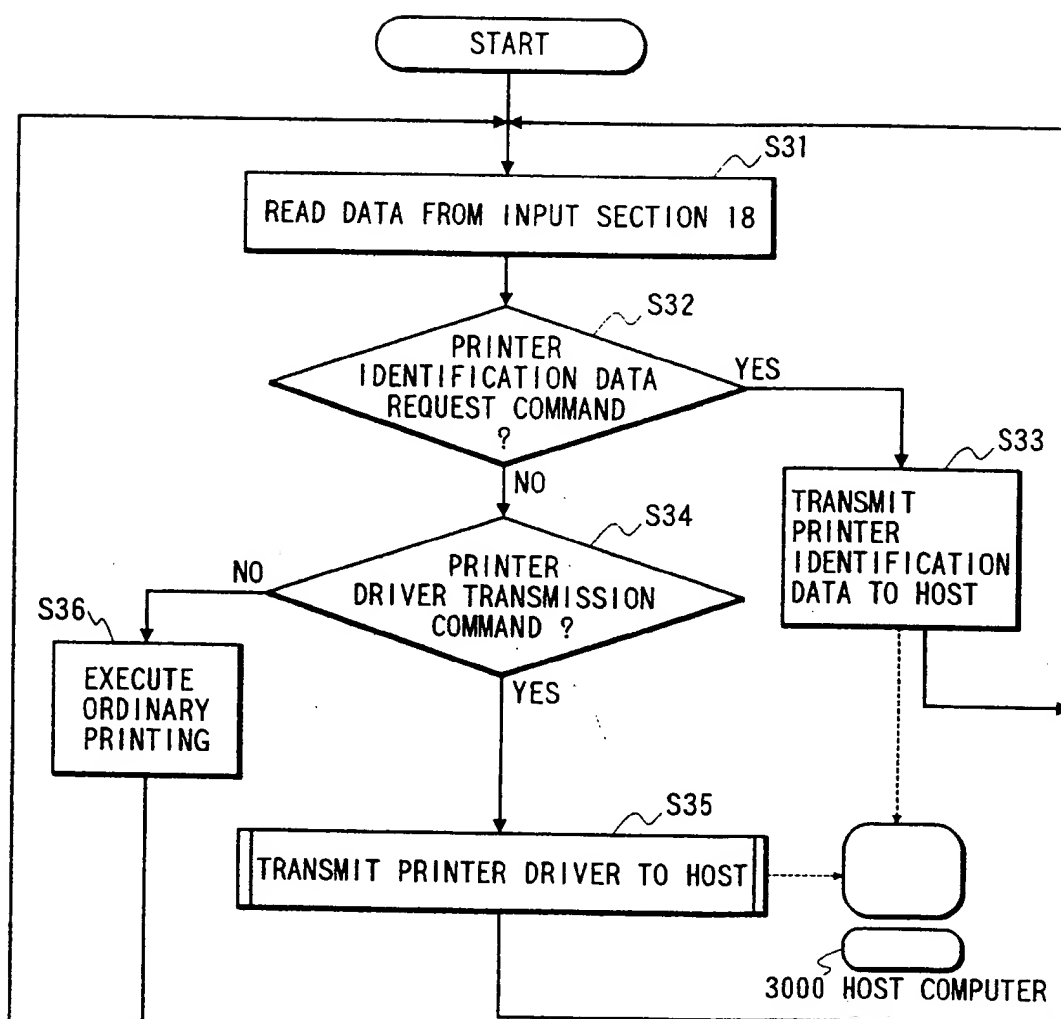 START
S31
READ DATA FROM INPUT SECTION 18
S32
PRINTER
IDENTIFICATION DATA
REQUEST COMMAND
?
YES
NO
S33
TRANSMIT
PRINTER
IDENTIFICATION
DATA TO HOST
S34
PRINTER
DRIVER TRANSMISSION
COMMAND ?
NO
YES
S36
EXECUTE
ORDINARY
PRINTING
S35
TRANSMIT PRINTER DRIVER TO HOST
3000 HOST COMPUTER